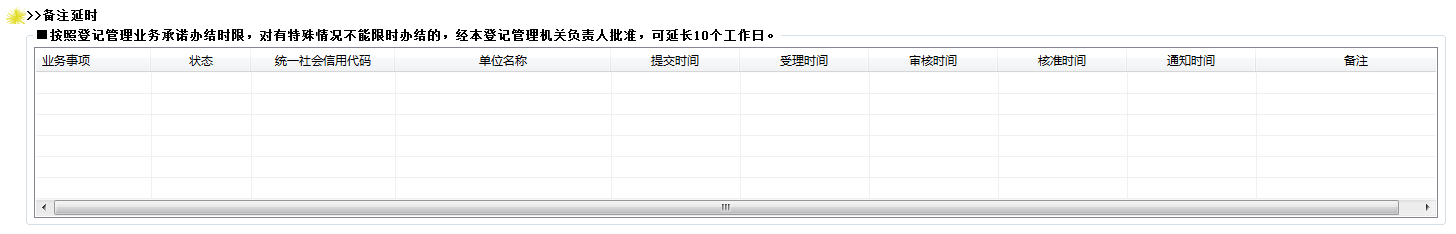 >>备注延时
■按照登记管理业务承诺办结时限，对有特殊情况不能限时办结的，经本登记管理机关负责人批准，可延长10个工作日。
业务事项 状态 统一社会信用代码 单位名称 提交时间 受理时间 审核时间 核准时间 通知时间 备注